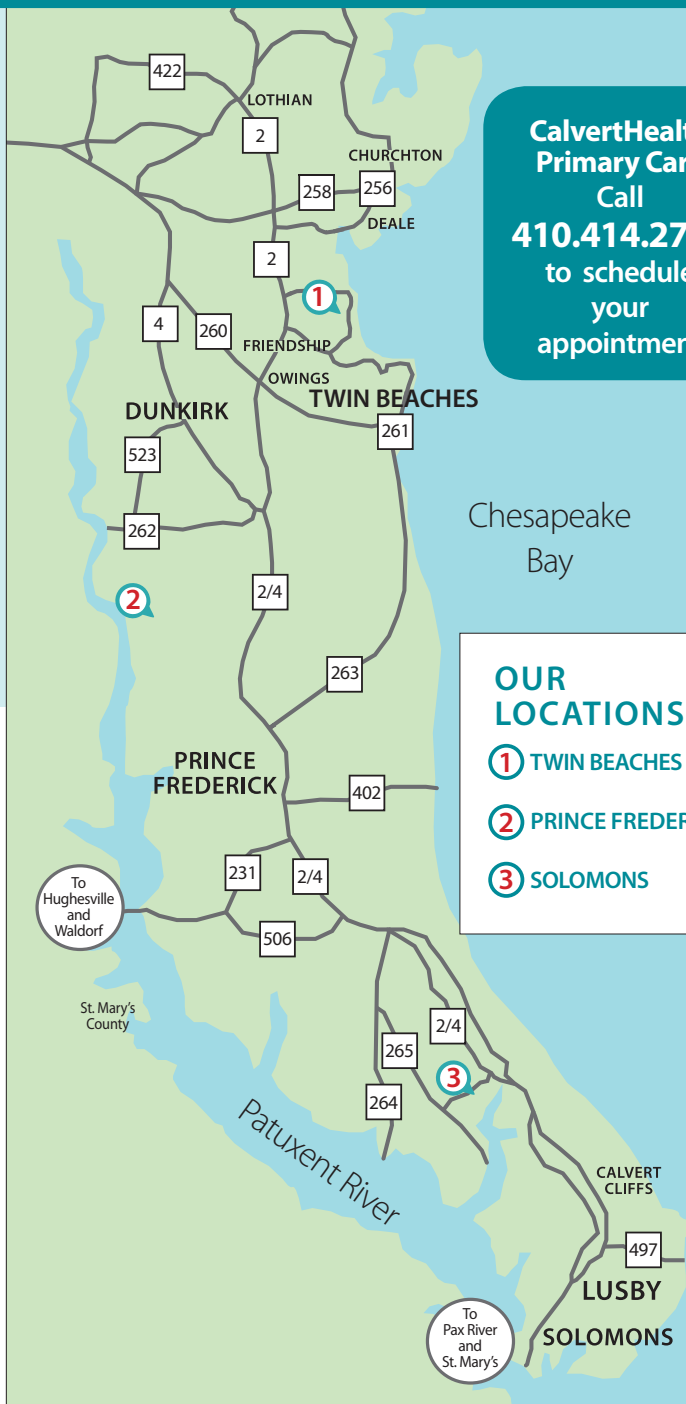 422
LOTHIAN
2
CHURCHTON
258
256
DEALE
2
1
4
260
FRIENDSHIP
OWINGS
TWIN BEACHES
DUNKIRK
261
523
262
2
2/4
263
PRINCE
FREDERICK
402
231
2/4
506
To
Hughesville
and
Waldorf
St. Mary's
County
2/4
265
3
264
Patuxent River
CALVERT
CLIFFS
497
LUSBY
SOLOMONS
To
Pax River
and
St. Mary's
Chesapeake
Bay
CalvertHealt
Primary Car
Call
410.414.27
to schedule
your
appointmen
OUR
LOCATIONS
1 TWIN BEACHES
2 PRINCE FREDER
3 SOLOMONS